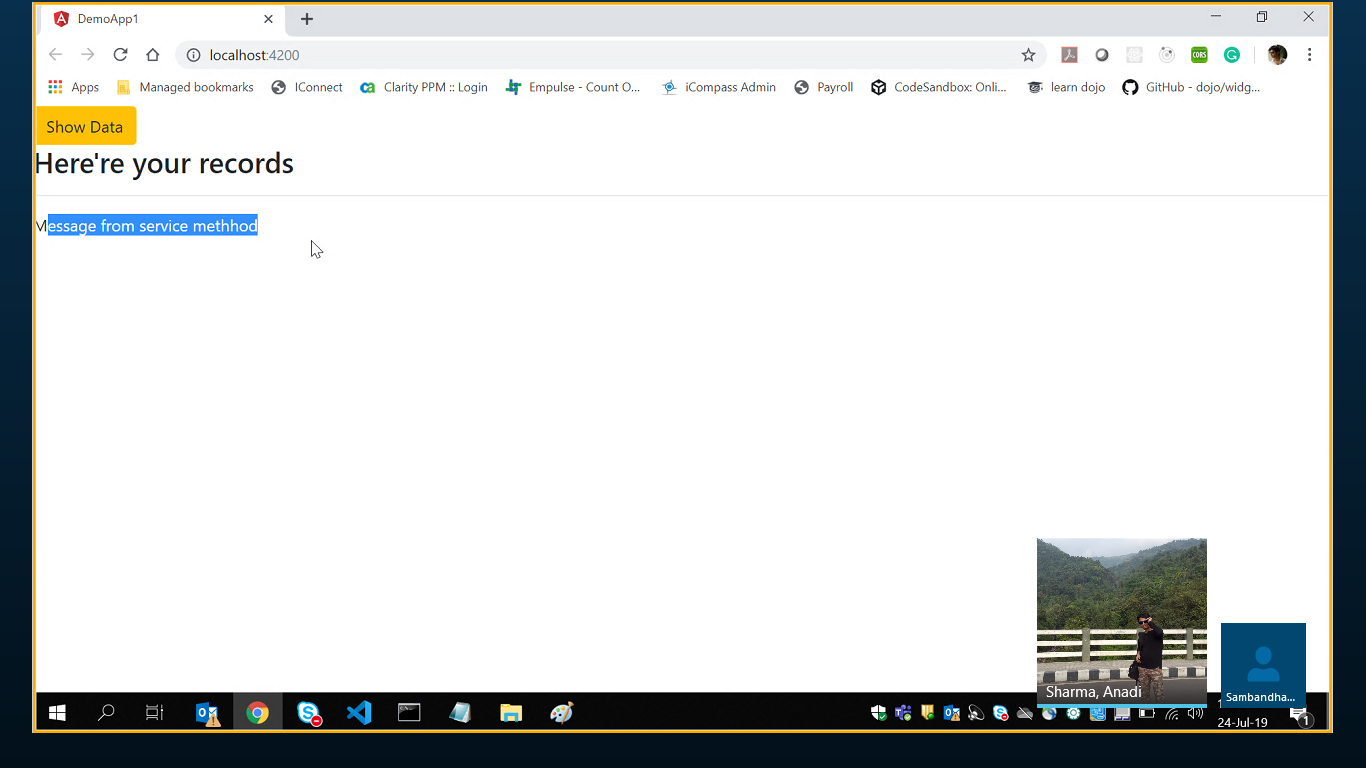 DemoApp1
localhost:4200
Apps Managed bookmarks IConnect Clarity PPM :: Login Empulse - Count O... iCompass Admin Payroll CodeSandbox: Onli... learn dojo GitHub - dojo/widg...
Show Data
Here're your records
Message from service methhod
Sharma, Anadi
Sambandha...
24-Jul-19
1